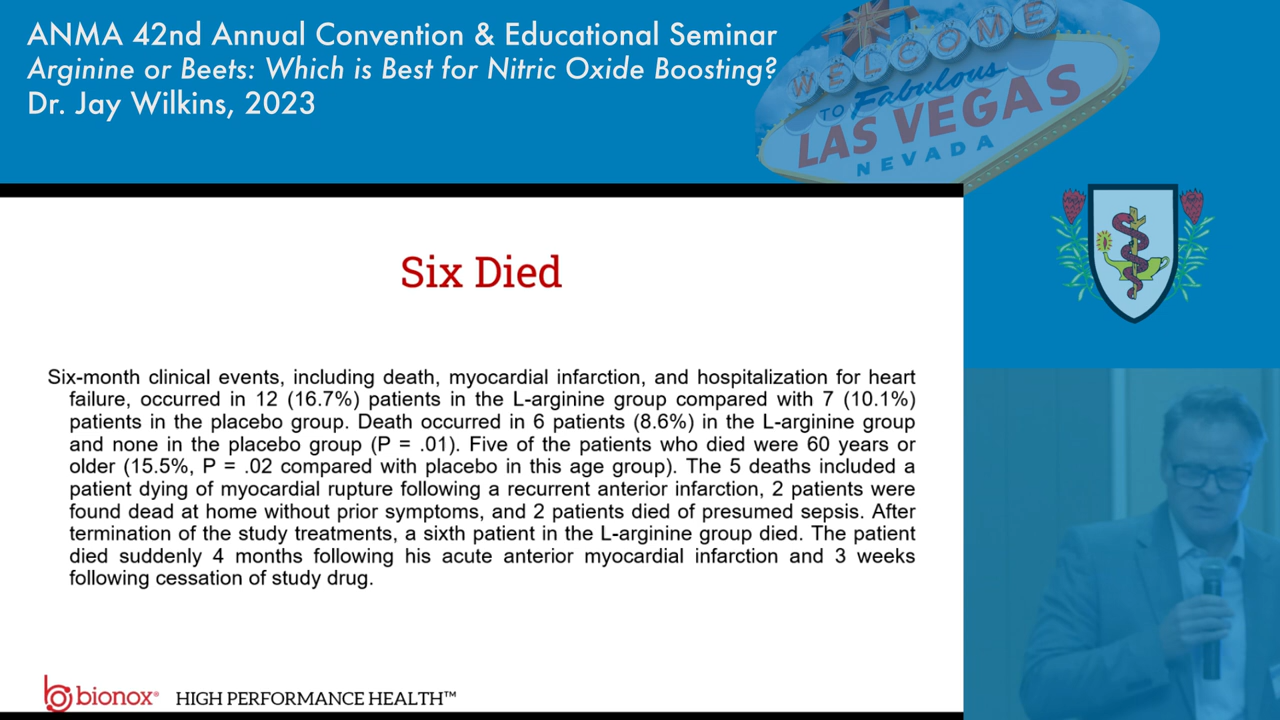 ANMA 42nd Annual Convention & Educational Seminar
Arginine or Beets: Which is Best for Nitric Oxide Boosting?
Dr. Jay Wilkins, 2023
WELCOME
TO Fabulous
LAS VEGAS
NEVADA
Six Died
Six-month clinical events, including death, myocardial infarction, and hospitalization for heart
failure, occurred in 12 (16.7%) patients in the L-arginine group compared with 7 (10.1%)
patients in the placebo group. Death occurred in 6 patients (8.6%) in the L-arginine group
and none in the placebo group (P = .01). Five of the patients who died were 60 years or
older (15.5%, P = .02 compared with placebo in this age group). The 5 deaths included a
patient dying of myocardial rupture following a recurrent anterior infarction, 2 patients were
found dead at home without prior symptoms, and 2 patients died of presumed sepsis. After
termination of the study treatments, a sixth patient in the L-arginine group died. The patient
died suddenly 4 months following his acute anterior myocardial infarction and 3 weeks
following cessation of study drug.
bionox® HIGH PERFORMANCE HEALTH™